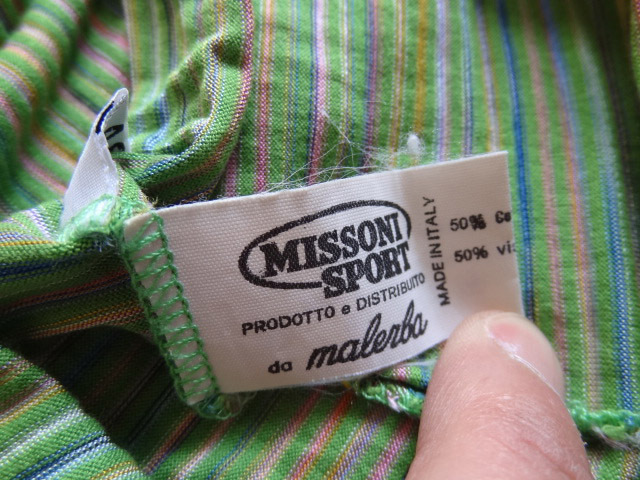 MISSONI
SPORT
PRODOTTO e DISTRIBUITO
da malerba
MADE IN ITALY
50%
50%